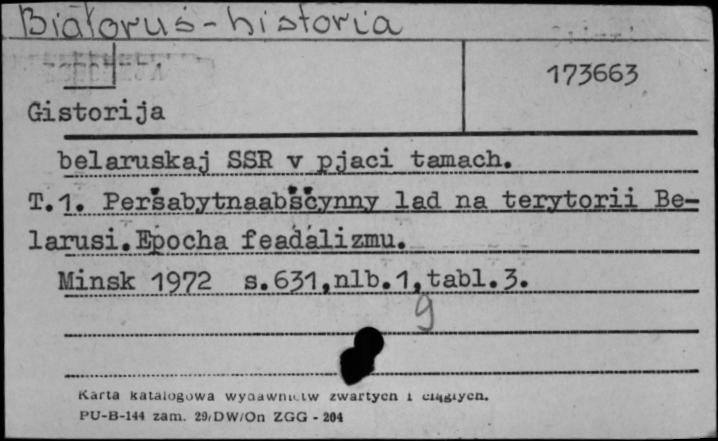 Białoruś - historia
173663
Gistorija
belaruskaj SSR v pjaci tamach.
T.1. Peršabytnaabščynny lad na terytorii Be-
larusi. Epocha feadalizmu.
Minsk 1972 s.631,nlb.1,tabl.3.
9
Karta katalogowa wydawnictw zwartych i ciągłych.
PU-B-144 zam. 29/DW/On ZGG - 204